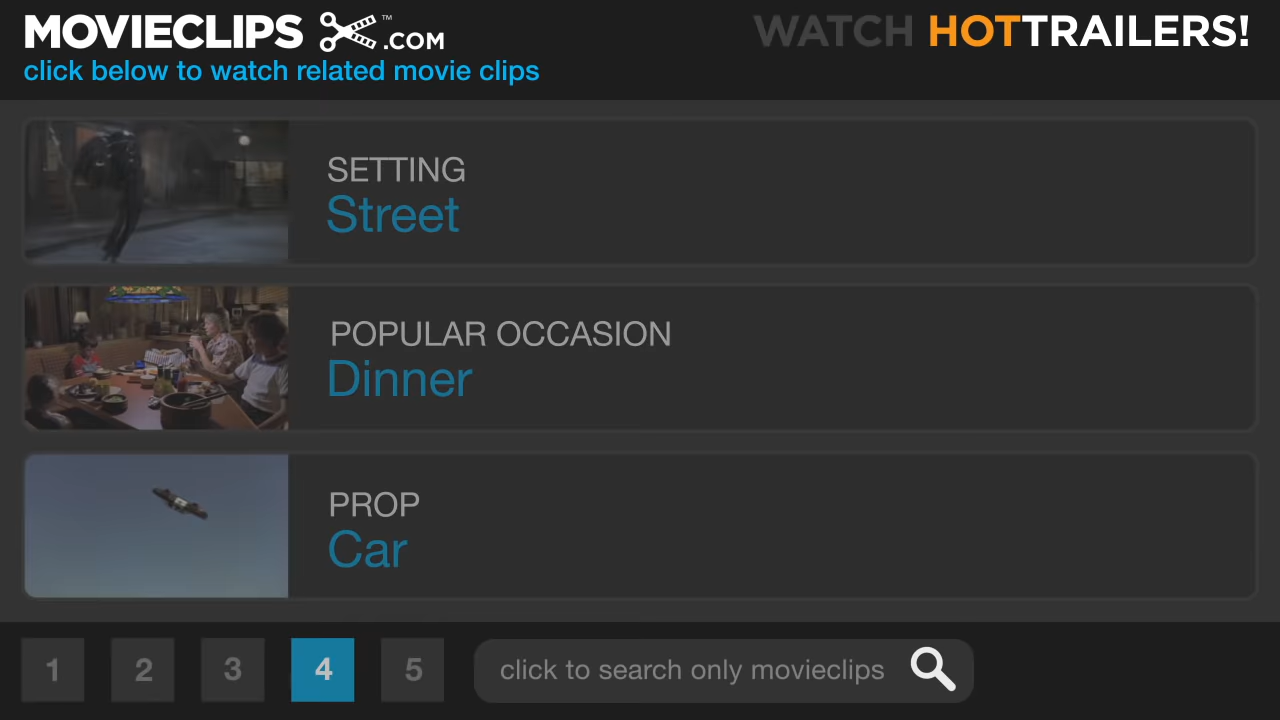 MOVIECLIPS ™ .COM
WATCH HOTTRAILERS!
click below to watch related movie clips
SETTING
Street
POPULAR OCCASION
Dinner
PROP
Car
1 2 3 4 5
click to search only movieclips